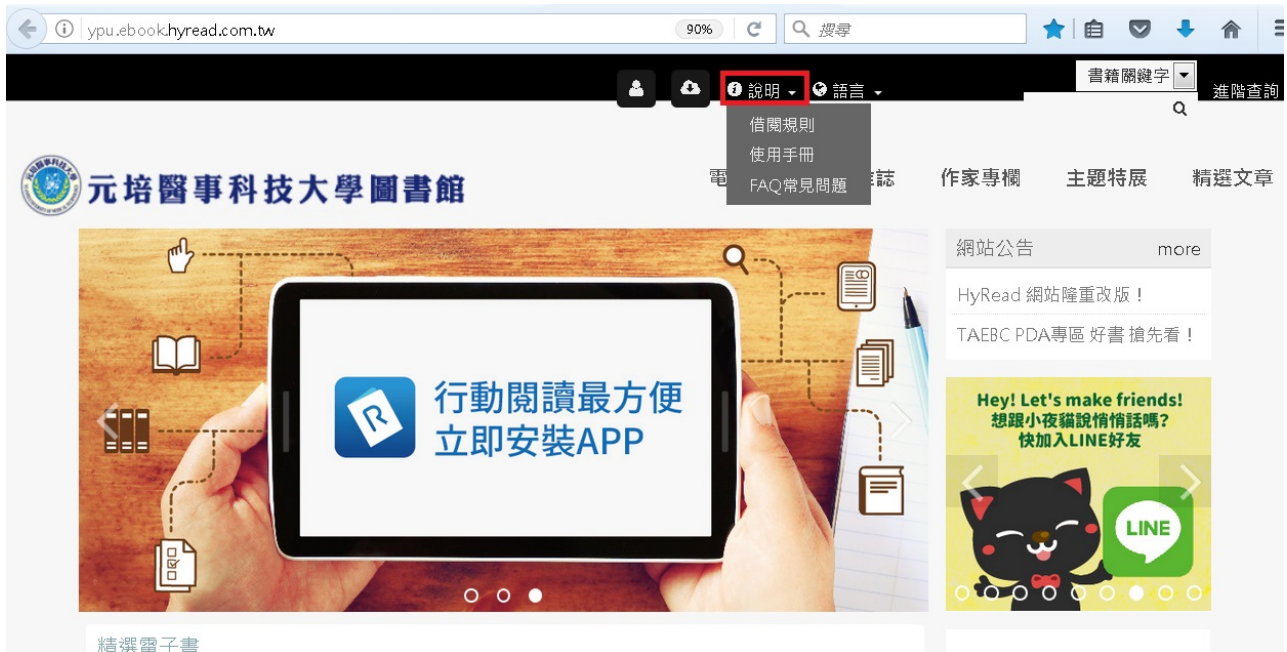 ypu.ebook.hyread.com.tw
90%
搜尋
說明
語言
書籍關鍵字
進階查詢
借閱規則
使用手冊
FAQ常見問題
元培醫事科技大學圖書館
電
誌
作家專欄
主題特展
精選文章
網站公告
more
HyRead 網站隆重改版！
TAEBC PDA專區 好書 搶先看！
行動閱讀最方便
立即安裝APP
Hey! Let's make friends!
想跟小夜貓說悄悄話嗎?
快加入LINE好友
LINE
精選電子書